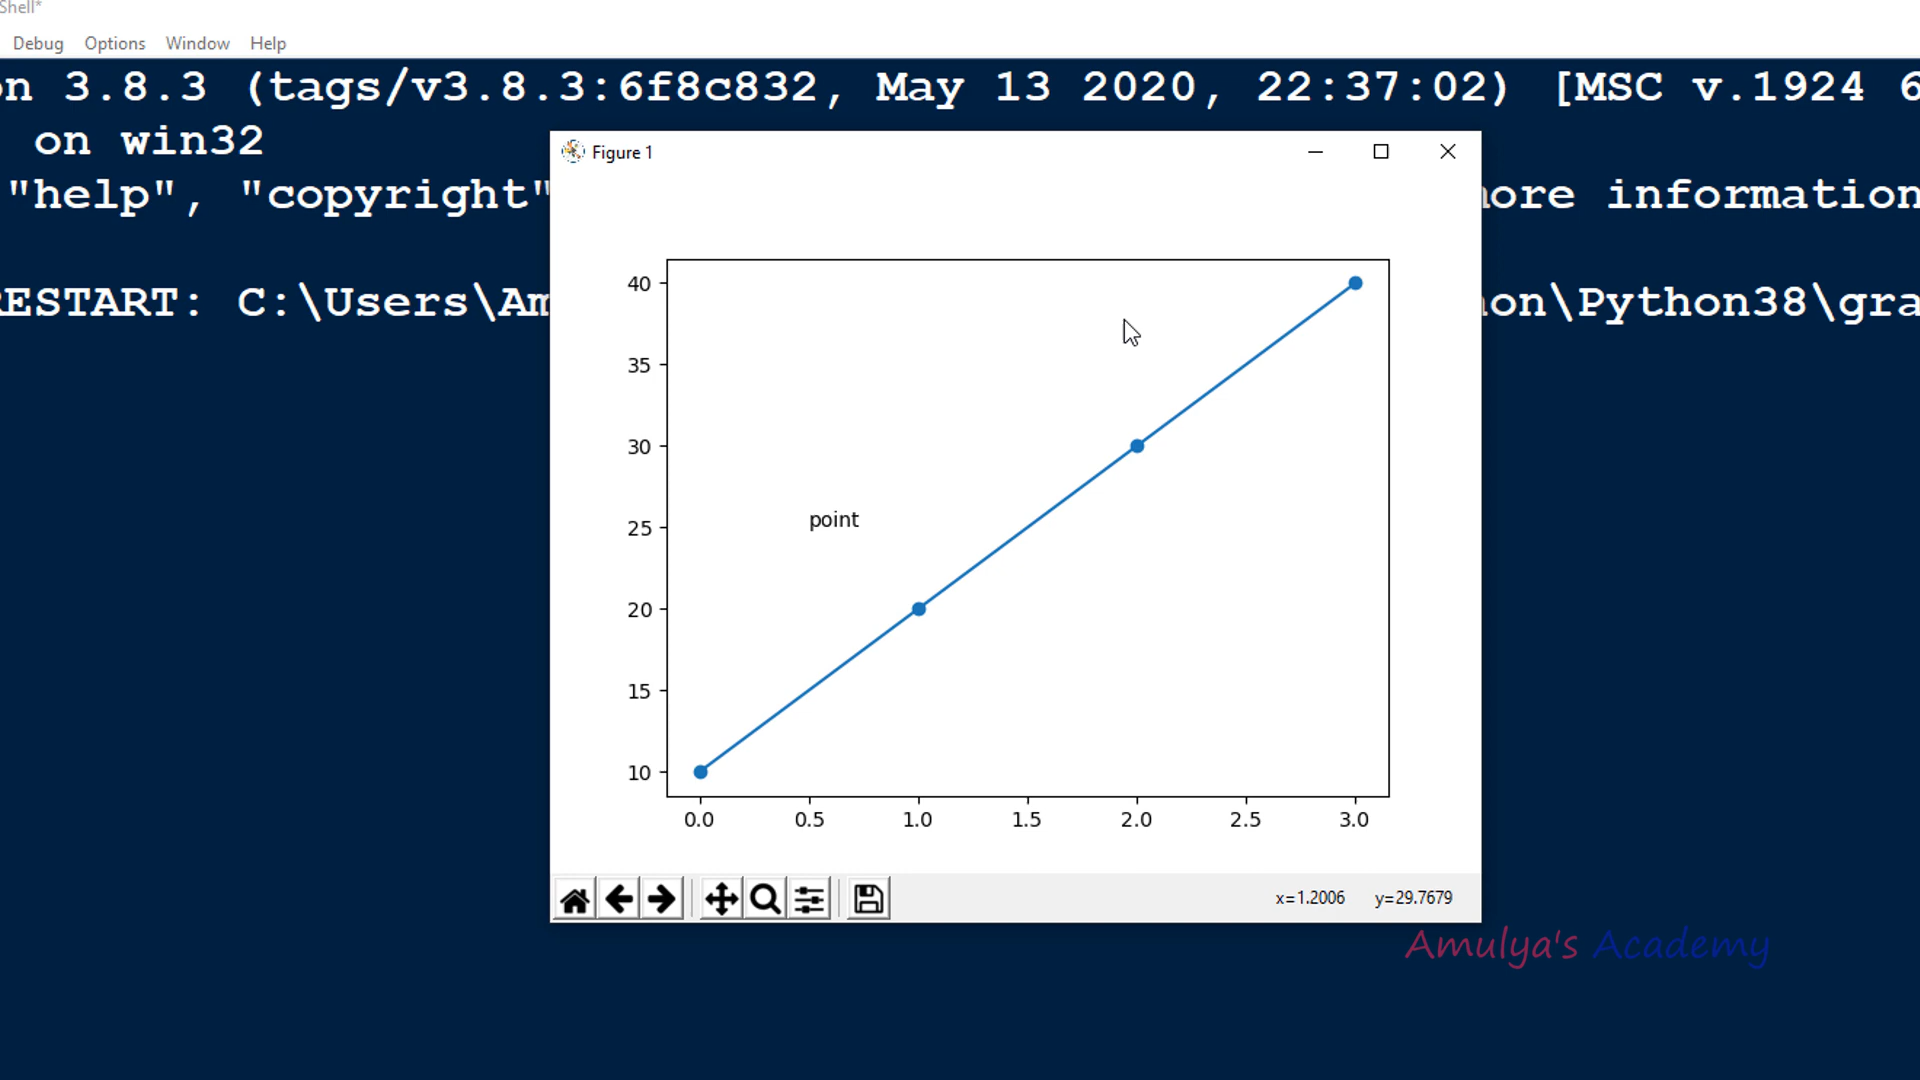 Shell*
Debug Options Window Help
on 3.8.3 (tags/v3.8.3:6f8c832, May 13 2020, 22:37:02) [MSC v.1924 6
on win32
"help", "copyright" more information
RESTART: C:\Users\Am on\Python38\gra
Figure 1
40
35
30
25
20
15
10
point
0.0 0.5 1.0 1.5 2.0 2.5 3.0
x=1.2006 y=29.7679
Amulya's Academy